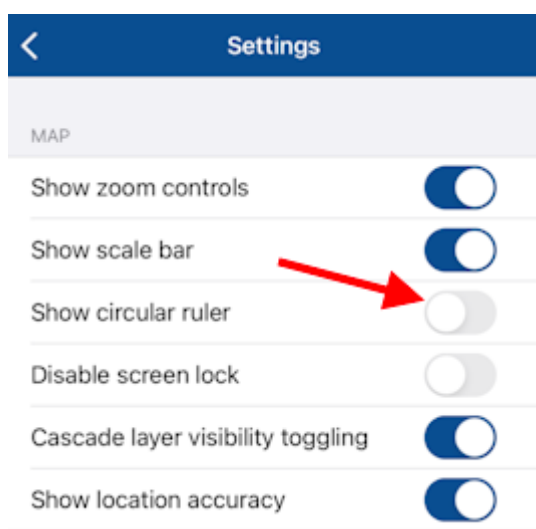 Settings
MAP
Show zoom controls
Show scale bar
Show circular ruler
Disable screen lock
Cascade layer visibility toggling
Show location accuracy